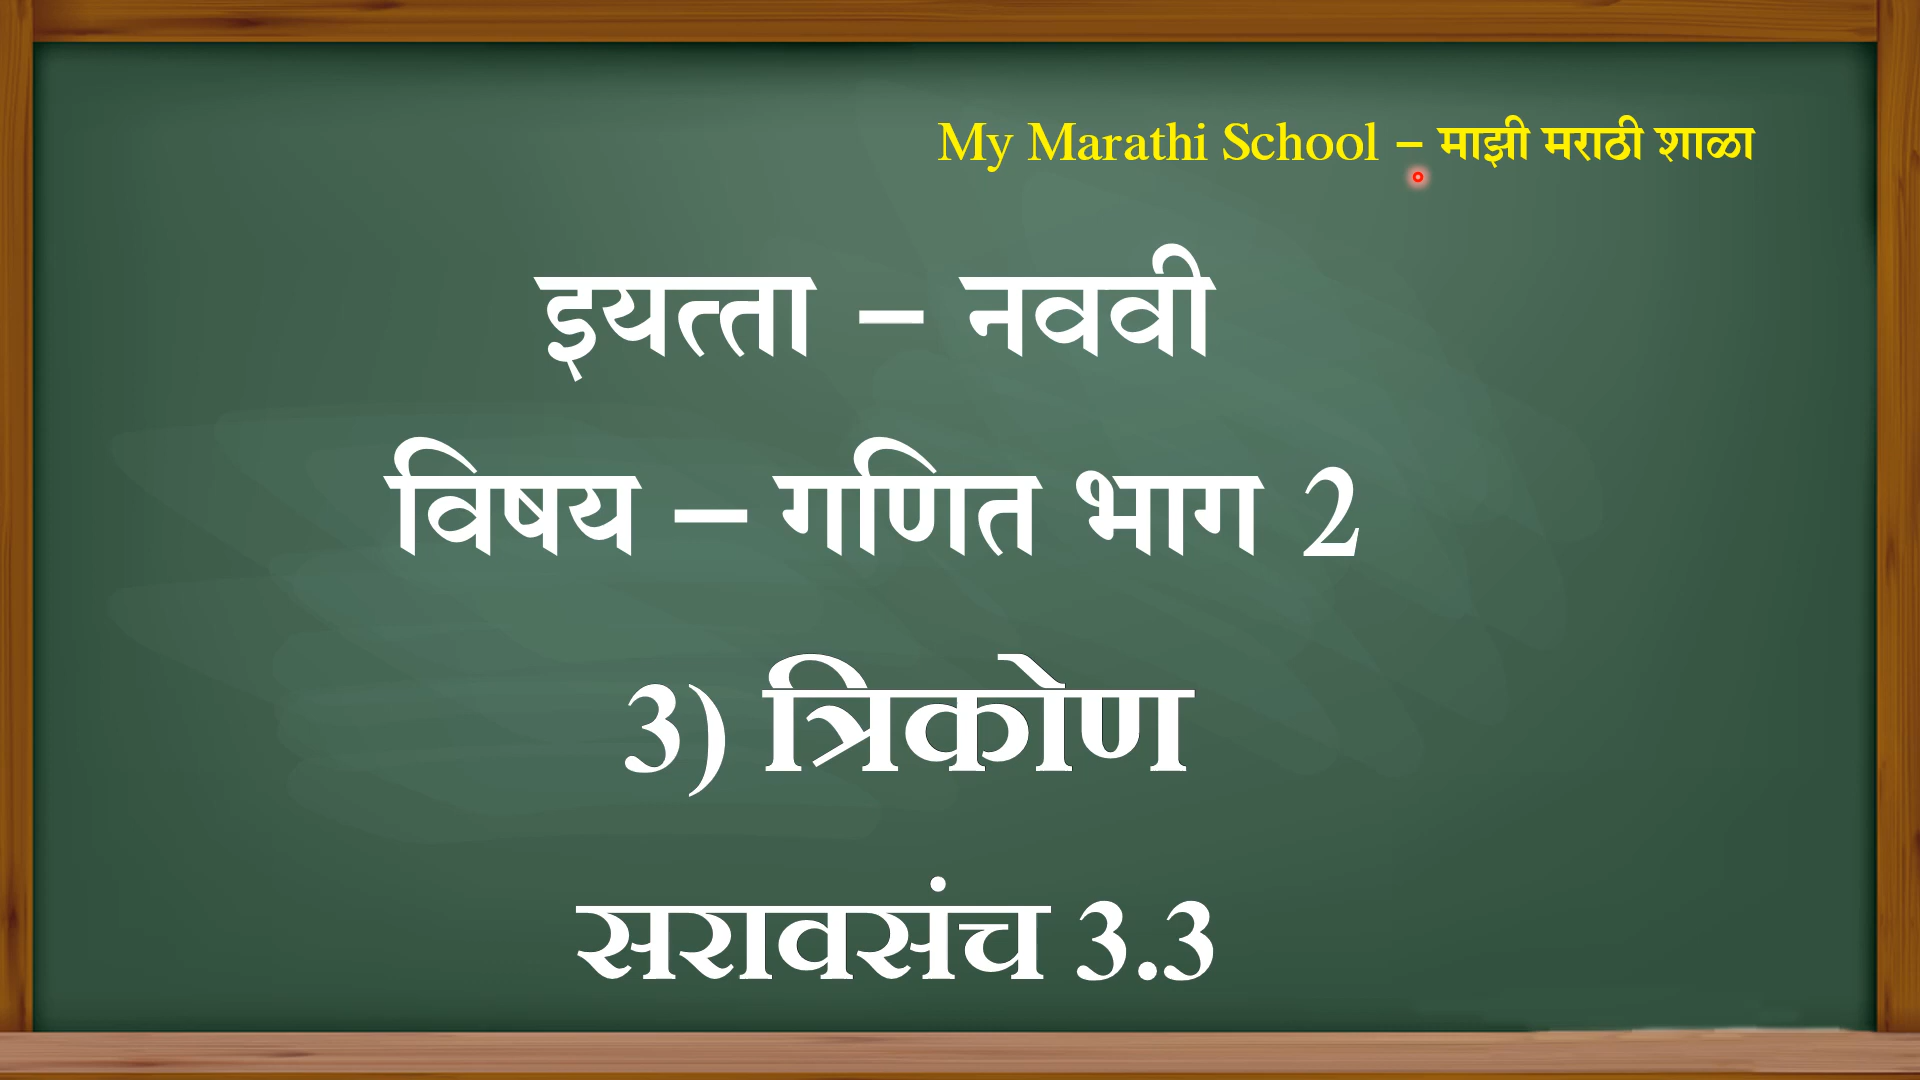 My Marathi School – माझी मराठी शाळा
इयत्ता – नववी
विषय – गणित भाग 2
3) त्रिकोण
सरावसंच 3.3